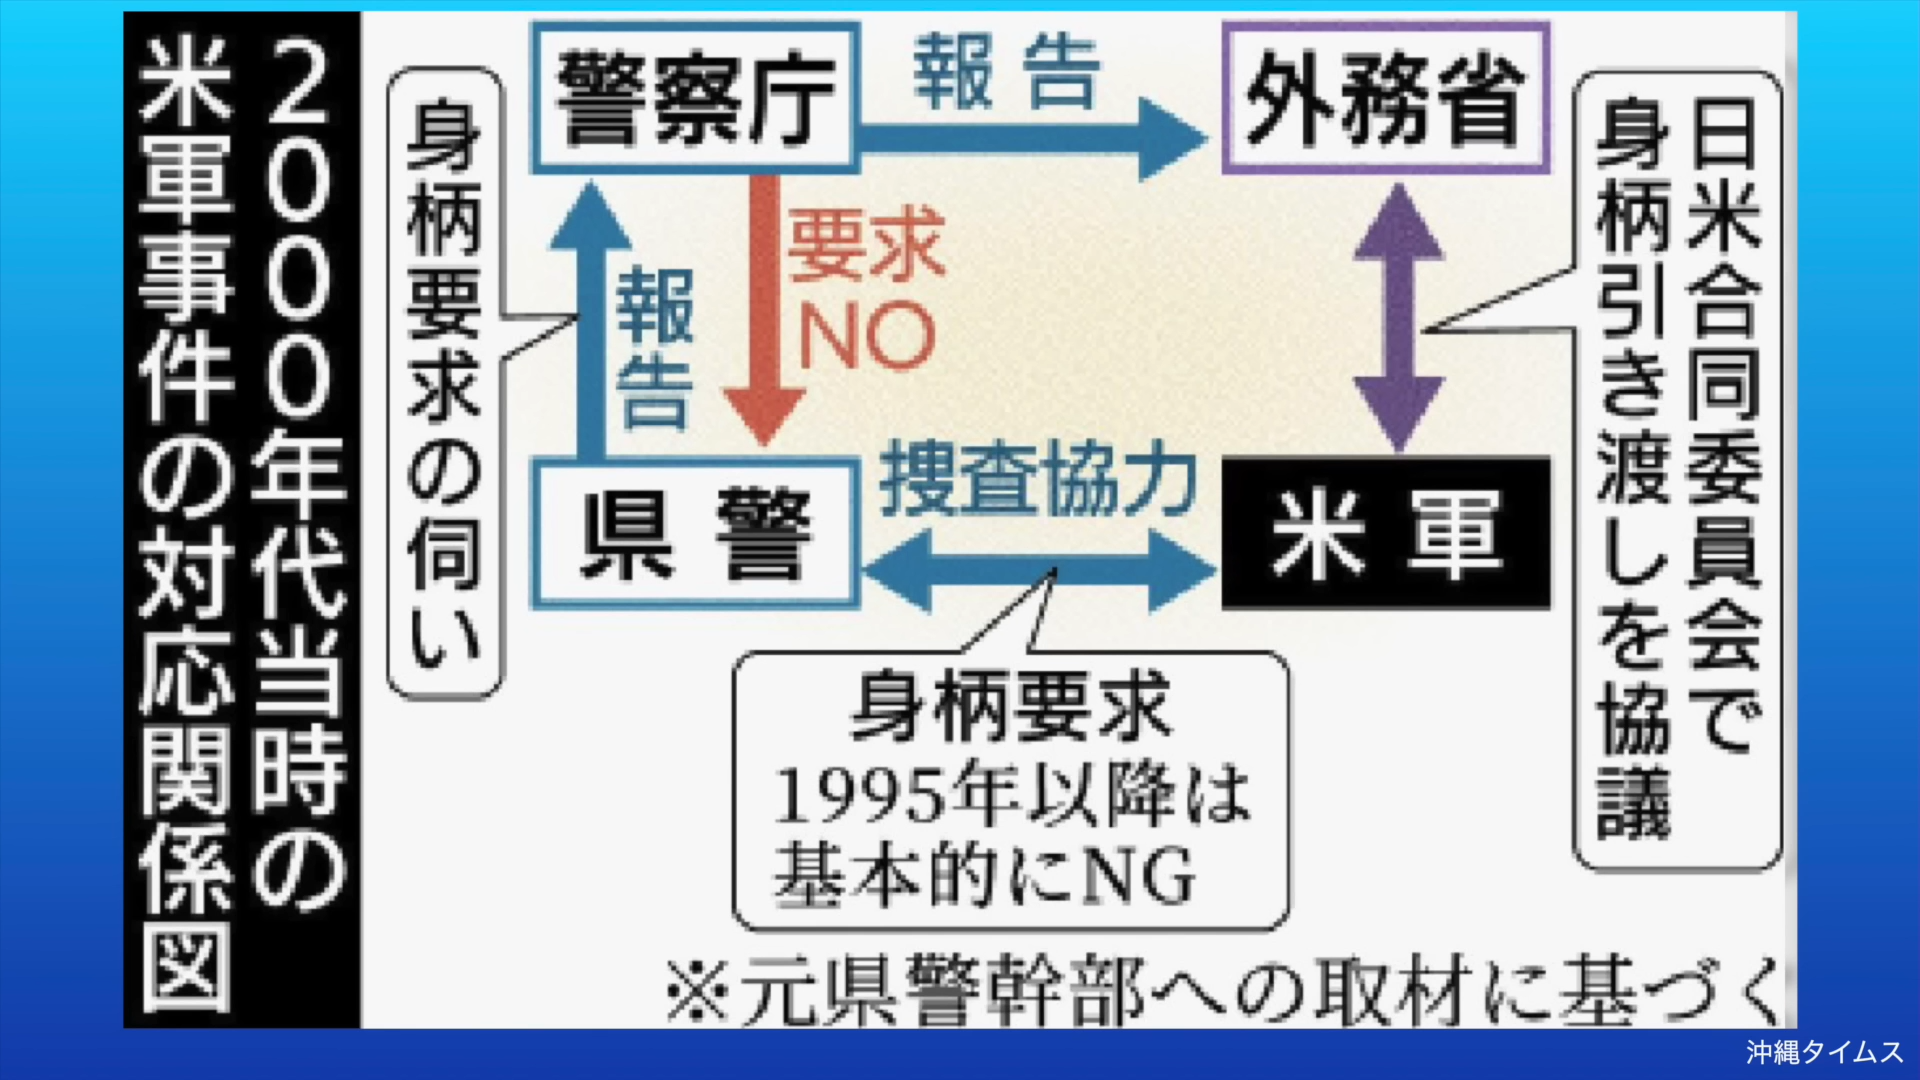 2000年代当時の
米軍事件の対応関係図
身柄要求の伺い
警察庁
報告
外務省
報告
要求
NO
日米合同委員会で
身柄引き渡しを協議
県警
捜査協力
米軍
身柄要求
1995年以降は
基本的にNG
※元県警幹部への取材に基づく
沖縄タイムス